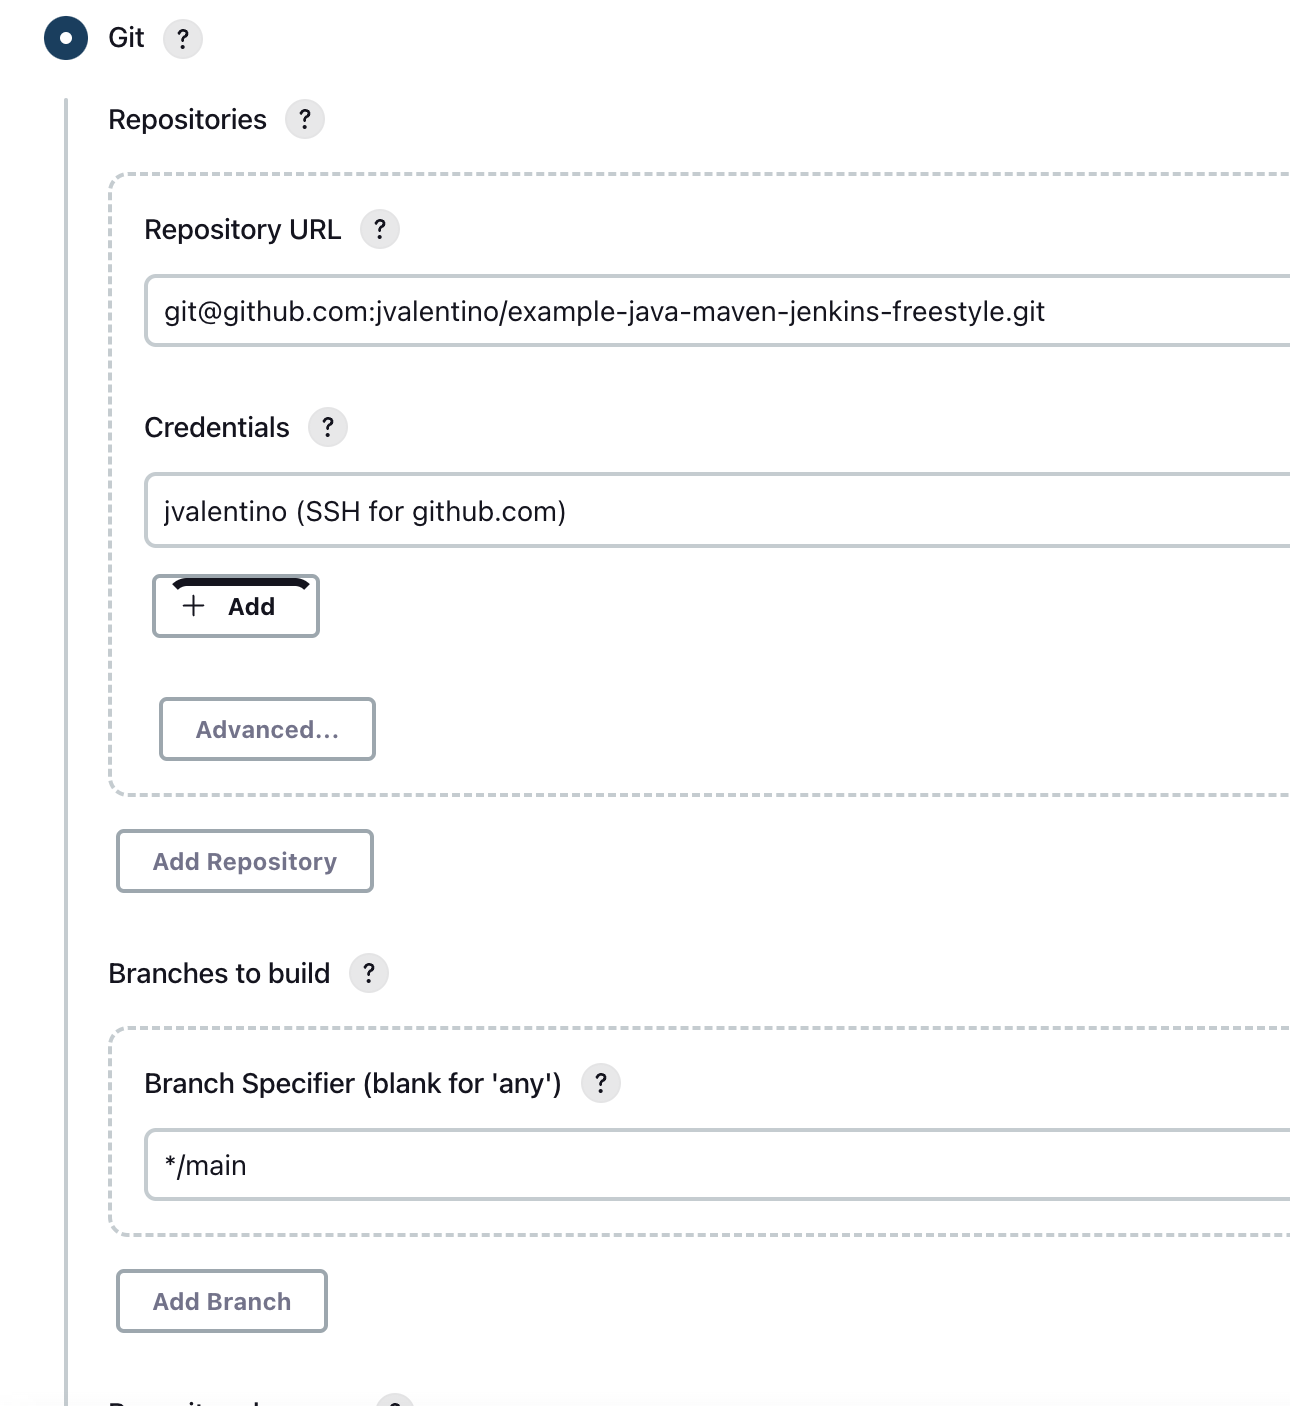 Git ?
Repositories ?
Repository URL ?
git@github.com:jvalentino/example-java-maven-jenkins-freestyle.git
Credentials ?
jvalentino (SSH for github.com)
+ Add
Advanced...
Add Repository
Branches to build ?
Branch Specifier (blank for 'any') ?
*/main
Add Branch